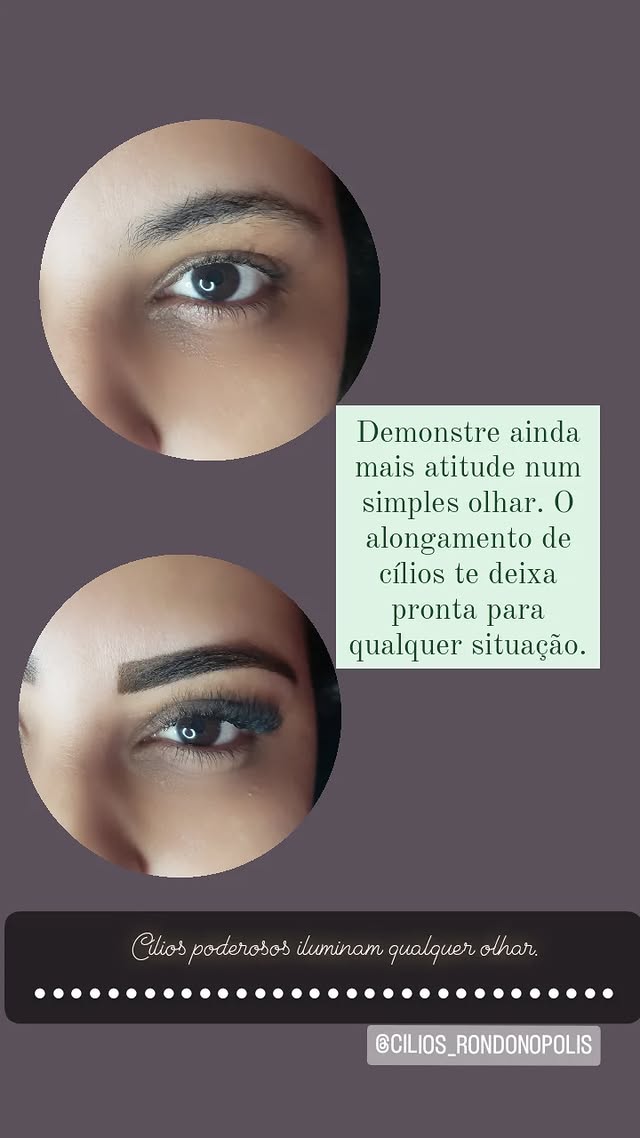 Demonstre ainda
mais atitude num
simples olhar. O
alongamento de
cílios te deixa
pronta para
qualquer situação.
Cílios poderosos iluminam qualquer olhar.
@CILIOS_RONDONOPOLIS